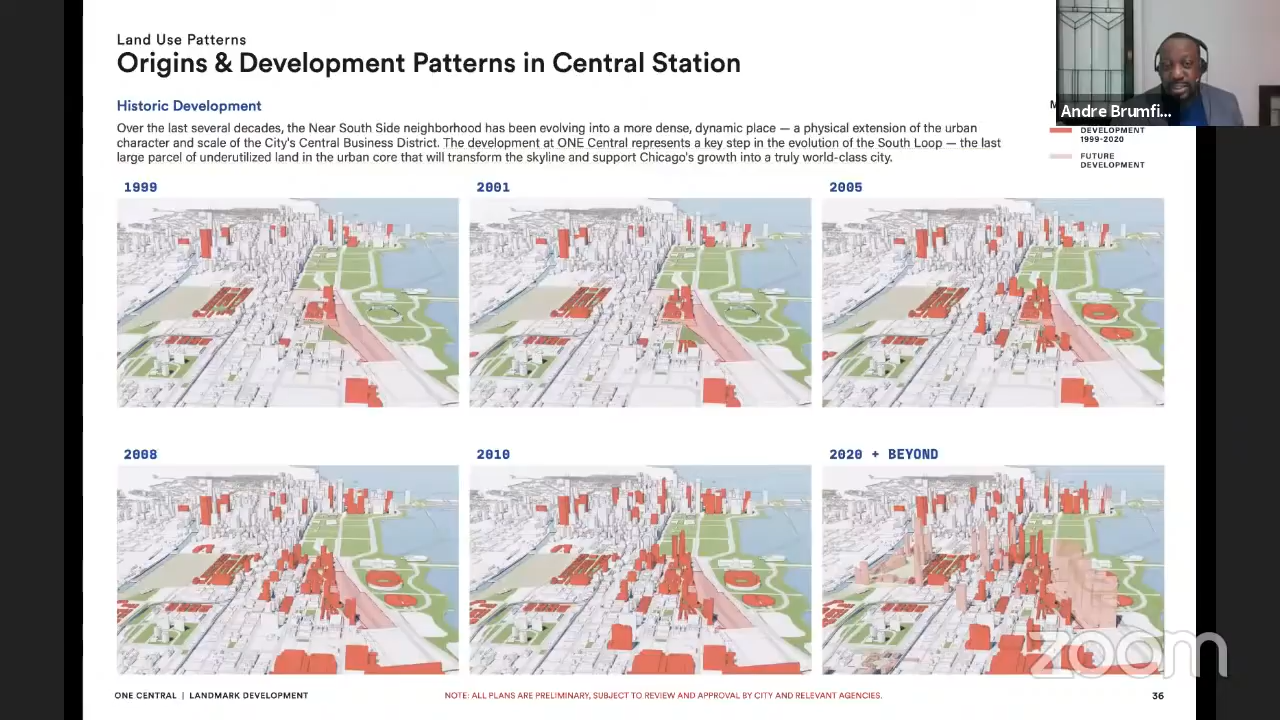 Land Use Patterns
Origins & Development Patterns in Central Station
Historic Development
Over the last several decades, the Near South Side neighborhood has been evolving into a more dense, dynamic place — a physical extension of the urban
character and scale of the City's Central Business District. The development at ONE Central represents a key step in the evolution of the South Loop — the last
large parcel of underutilized land in the urban core that will transform the skyline and support Chicago's growth into a truly world-class city.
Andre Brumfi...
DEVELOPMENT
1999-2020
FUTURE
DEVELOPMENT
1999
2001
2005
2008
2010
2020 + BEYOND
zoom
ONE CENTRAL | LANDMARK DEVELOPMENT
NOTE: ALL PLANS ARE PRELIMINARY, SUBJECT TO REVIEW AND APPROVAL BY CITY AND RELEVANT AGENCIES.
36